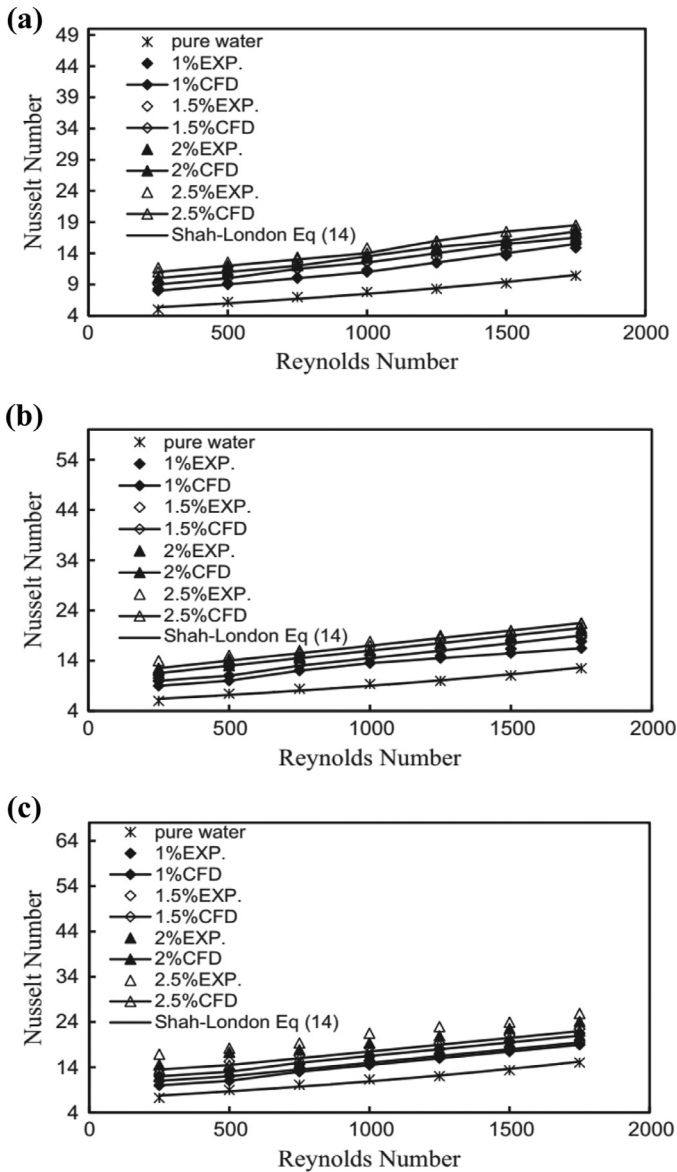 (a)
49
44
39
34
29
24
19
14
9
4
Nusselt Number
pure water
1%EXP.
1%CFD
1.5%EXP.
1.5%CFD
2%EXP.
2%CFD
2.5%EXP.
2.5%CFD
Shah-London Eq (14)
0 500 1000 1500 2000
Reynolds Number
(b)
54
44
34
24
14
4
Nusselt Number
pure water
1%EXP.
1%CFD
1.5%EXP.
1.5%CFD
2%EXP.
2%CFD
2.5%EXP.
2.5%CFD
Shah-London Eq (14)
0 500 1000 1500 2000
Reynolds Number
(c)
64
54
44
34
24
14
4
Nusselt Number
pure water
1%EXP.
1%CFD
1.5%EXP.
1.5%CFD
2%EXP.
2%CFD
2.5%EXP.
2.5%CFD
Shah-London Eq (14)
0 500 1000 1500 2000
Reynolds Number